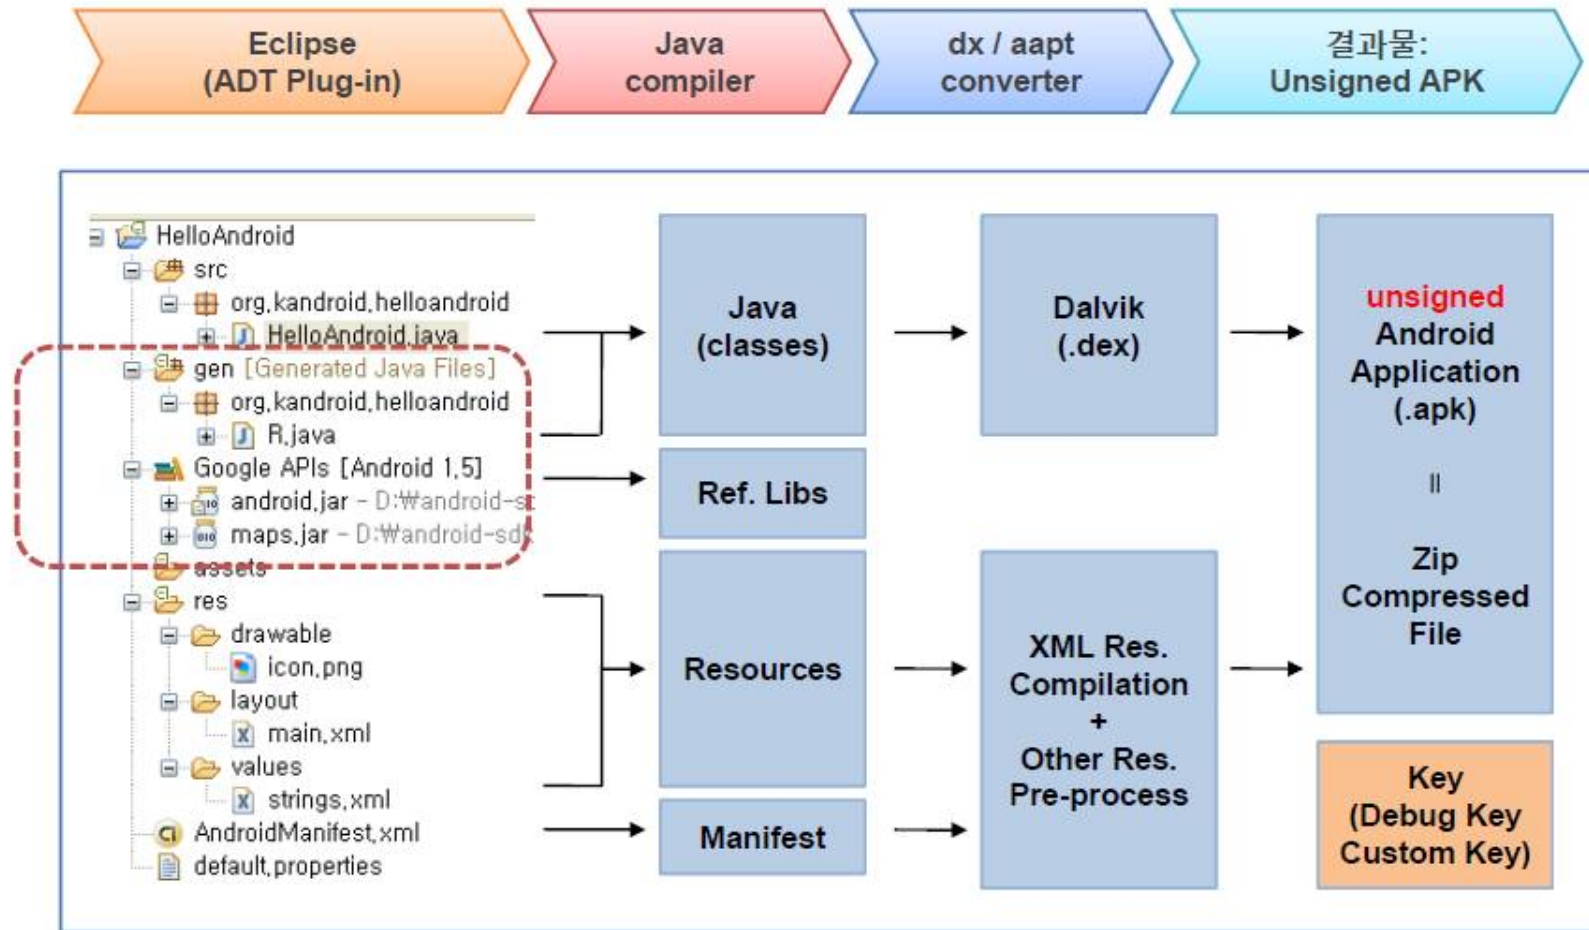 Eclipse
(ADT Plug-in)
Java
compiler
dx / aapt
converter
결과물:
Unsigned APK
HelloAndroid
src
org.kandroid.helloandroid
HelloAndroid.java
gen [Generated Java Files]
org.kandroid.helloandroid
R.java
Google APIs [Android 1.5]
android.jar - D:₩android-sd
maps.jar - D:₩android-sdk
assets
res
drawable
icon.png
layout
main.xml
values
strings.xml
AndroidManifest.xml
default.properties
Java
(classes)
Ref. Libs
Resources
Manifest
Dalvik
(.dex)
XML Res.
Compilation
+
Other Res.
Pre-process
unsigned
Android
Application
(.apk)
=
Zip
Compressed
File
Key
(Debug Key
Custom Key)